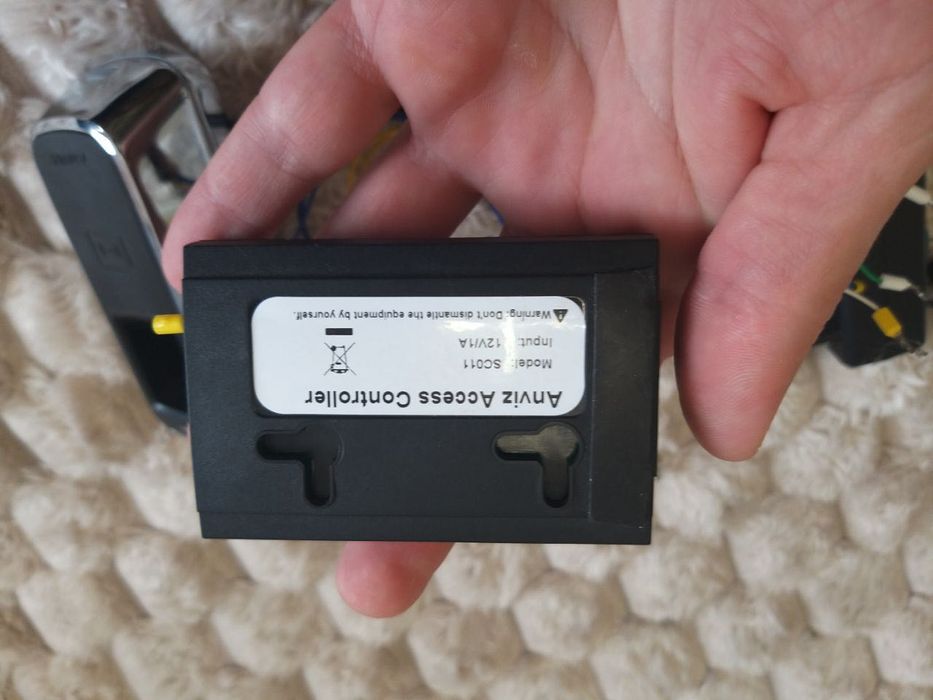 Anviz Access Controller
Model: SC011
Input: 12V/1A
Warning: Don't dismantle the equipment by yourself.